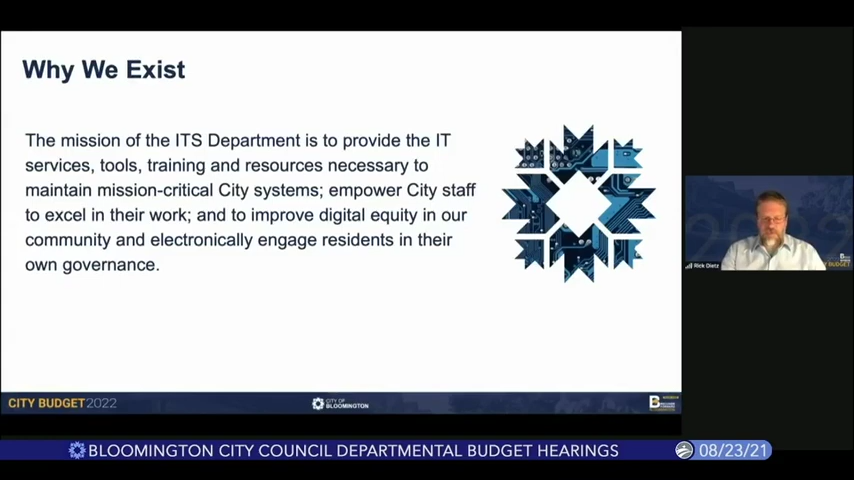 Why We Exist
The mission of the ITS Department is to provide the IT
services, tools, training and resources necessary to
maintain mission-critical City systems; empower City staff
to excel in their work; and to improve digital equity in our
community and electronically engage residents in their
own governance.
Rick Dietz
CITY BUDGET2022
CITY OF
BLOOMINGTON
BLOOMINGTON CITY COUNCIL DEPARTMENTAL BUDGET HEARINGS
08/23/21